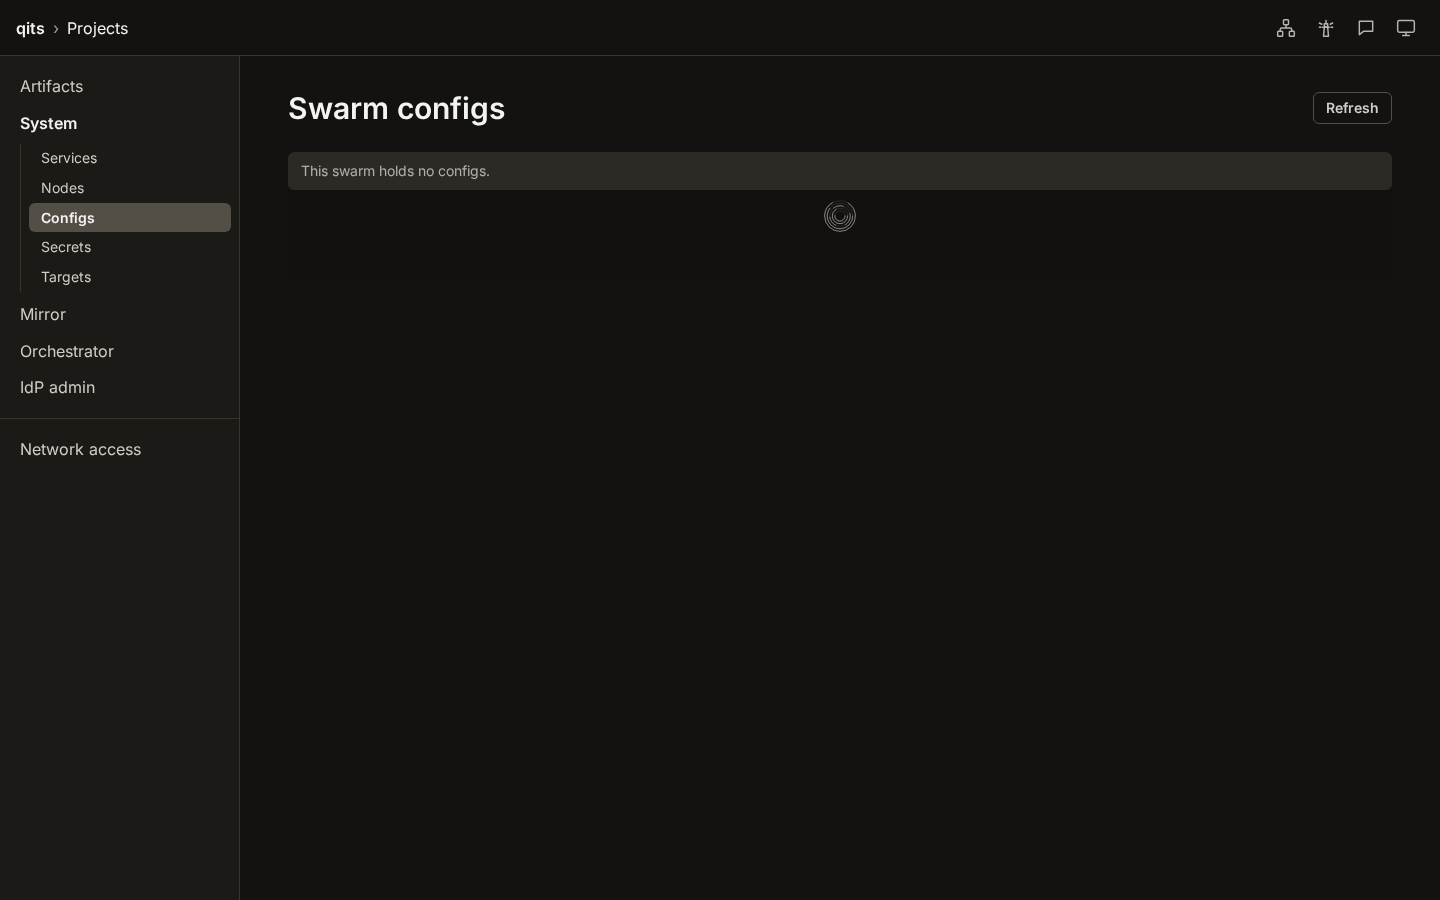 qits › Projects
Artifacts
System
Services
Nodes
Configs
Secrets
Targets
Mirror
Orchestrator
IdP admin
Network access
Swarm configs
Refresh
This swarm holds no configs.